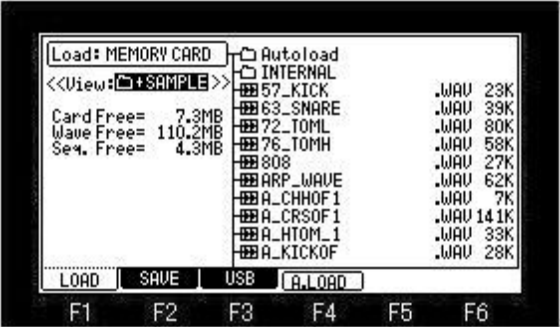 Load: MEMORY CARD
<<View:+SAMPLE>>
Card Free= 7.3MB
Wave Free= 110.2MB
Seq. Free= 4.3MB
Autoload
INTERNAL
57_KICK .WAV 23K
63_SNARE .WAV 39K
72_TOML .WAV 80K
76_TOMH .WAV 58K
808 .WAV 27K
ARP_WAVE .WAV 62K
A_CHHOF1 .WAV 7K
A_CRSOF1 .WAV 141K
A_HTOM_1 .WAV 33K
A_KICKOF .WAV 28K
LOAD SAVE USB A.LOAD
F1 F2 F3 F4 F5 F6